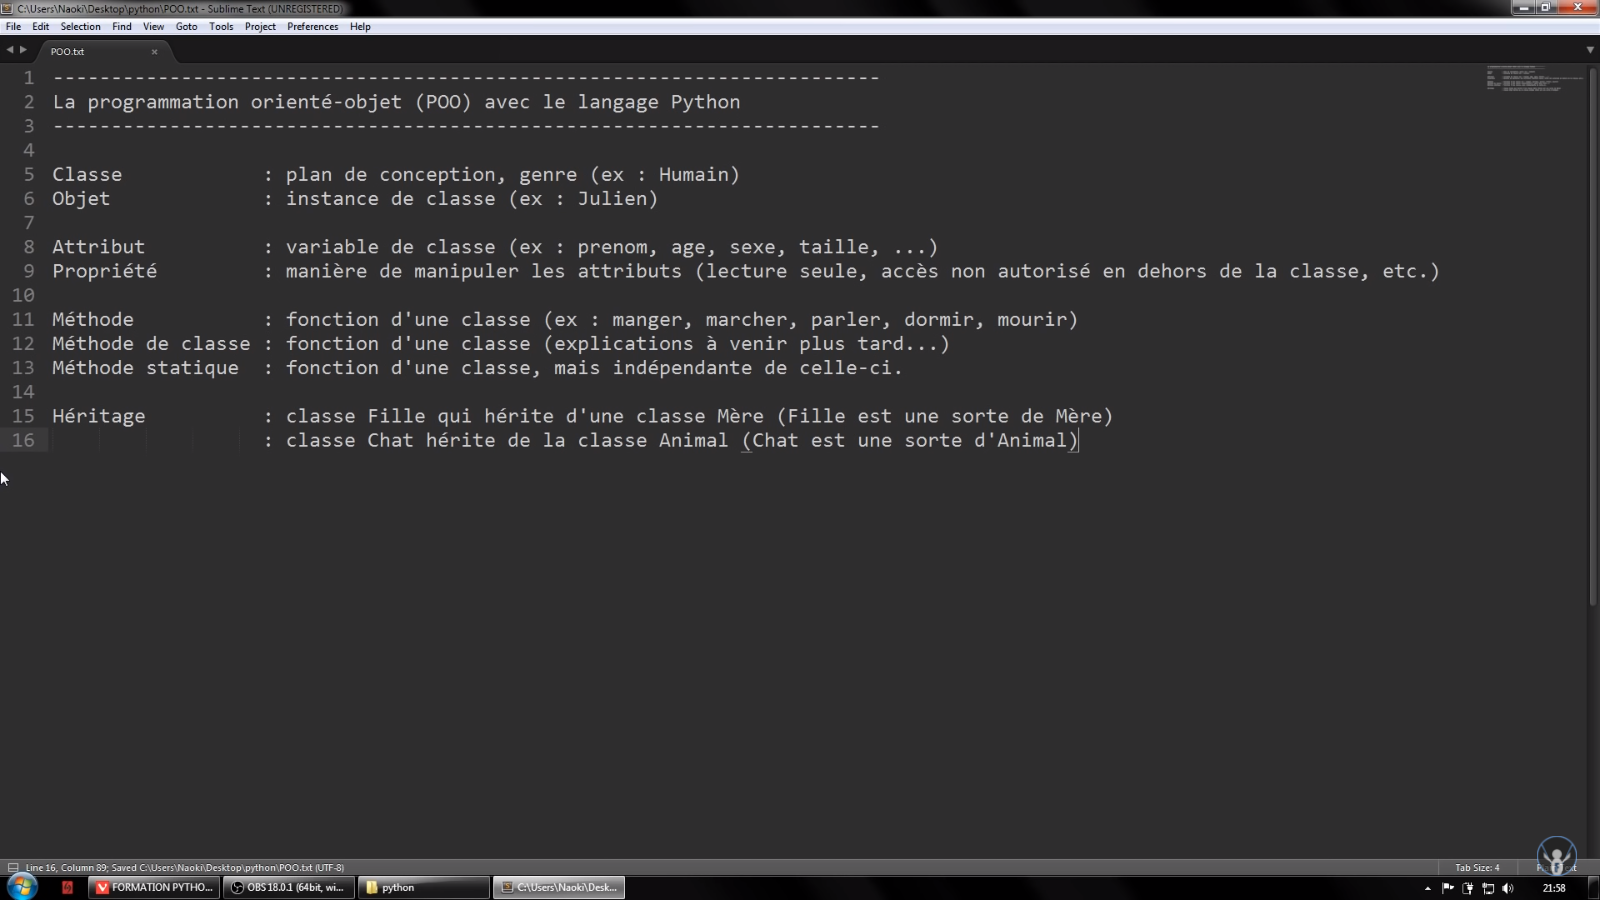 C:\Users\Naoki\Desktop\python\POO.txt - Sublime Text (UNREGISTERED)
File Edit Selection Find View Goto Tools Project Preferences Help
POO.txt
1 -----------------------------------------------------------------------
2 La programmation orienté-objet (POO) avec le langage Python
3 -----------------------------------------------------------------------
4
5 Classe : plan de conception, genre (ex : Humain)
6 Objet : instance de classe (ex : Julien)
7
8 Attribut : variable de classe (ex : prenom, age, sexe, taille, ...)
9 Propriété : manière de manipuler les attributs (lecture seule, accès non autorisé en dehors de la classe, etc.)
10
11 Méthode : fonction d'une classe (ex : manger, marcher, parler, dormir, mourir)
12 Méthode de classe : fonction d'une classe (explications à venir plus tard...)
13 Méthode statique : fonction d'une classe, mais indépendante de celle-ci.
14
15 Héritage : classe Fille qui hérite d'une classe Mère (Fille est une sorte de Mère)
16 : classe Chat hérite de la classe Animal (Chat est une sorte d'Animal)
Line 16, Column 89; Saved C:\Users\Naoki\Desktop\python\POO.txt (UTF-8) Tab Size: 4
FORMATION PYTHO... OBS 18.0.1 (64bit, wi... python C:\Users\Naoki\Desk... 21:58